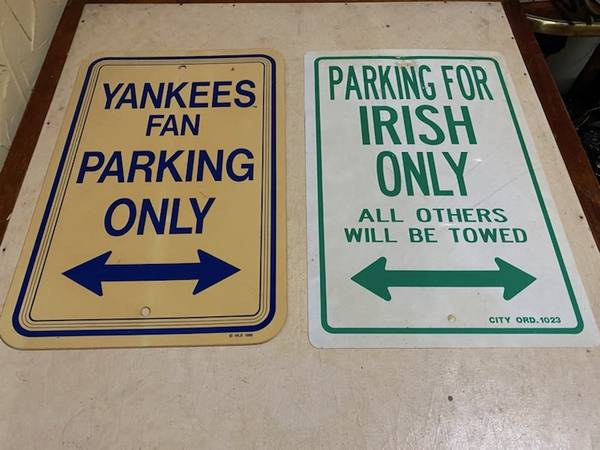 YANKEES
FAN
PARKING
ONLY
PARKING FOR
IRISH
ONLY
ALL OTHERS
WILL BE TOWED
CITY ORD. 1023